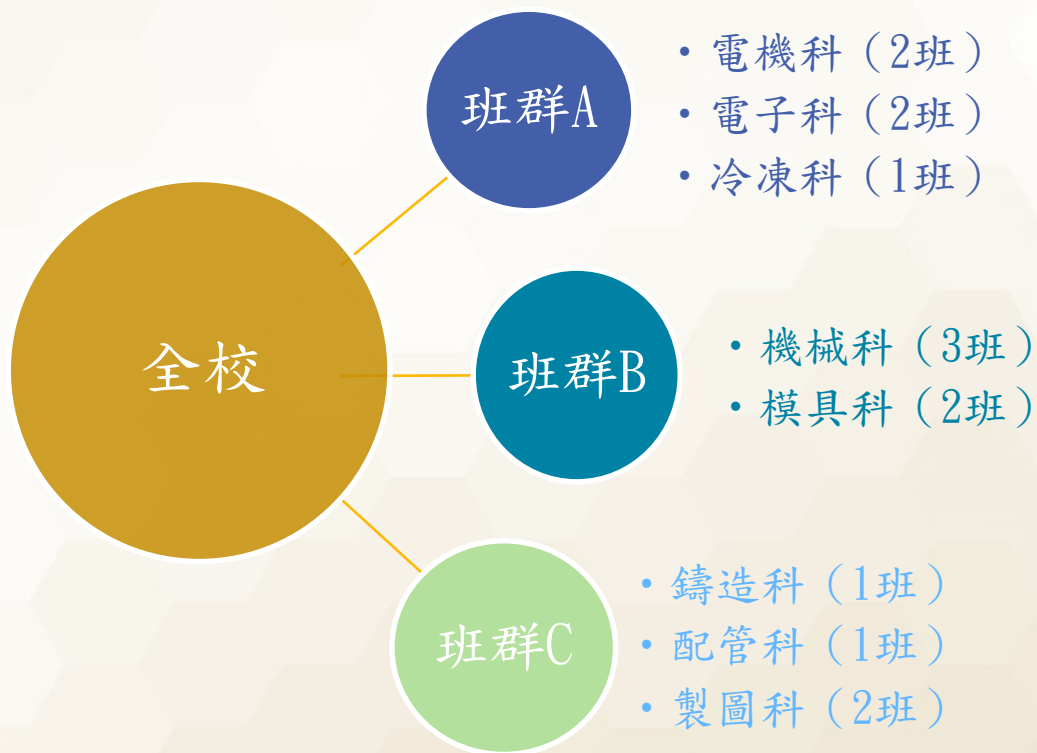 全校
班群A
・電機科（2班）
・電子科（2班）
・冷凍科（1班）
班群B
・機械科（3班）
・模具科（2班）
班群C
・鑄造科（1班）
・配管科（1班）
・製圖科（2班）